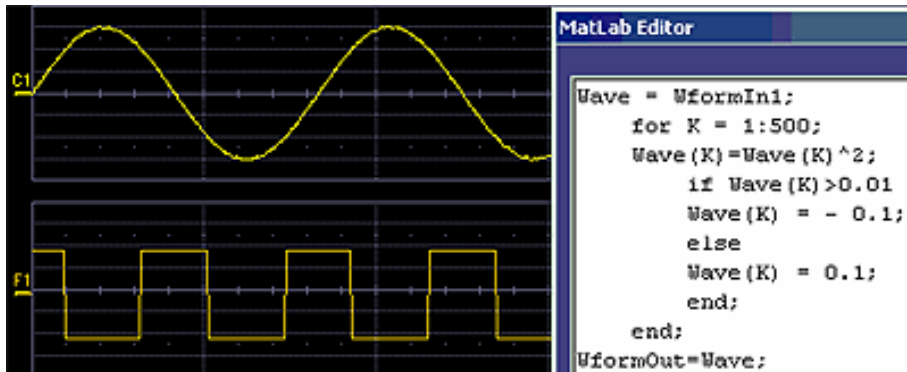 C1
F1
MatLab Editor
Wave = WformIn1;
for K = 1:500;
Wave(K)=Wave(K)^2;
if Wave(K)>0.01
Wave(K) = - 0.1;
else
Wave(K) = 0.1;
end;
end;
WformOut=Wave;